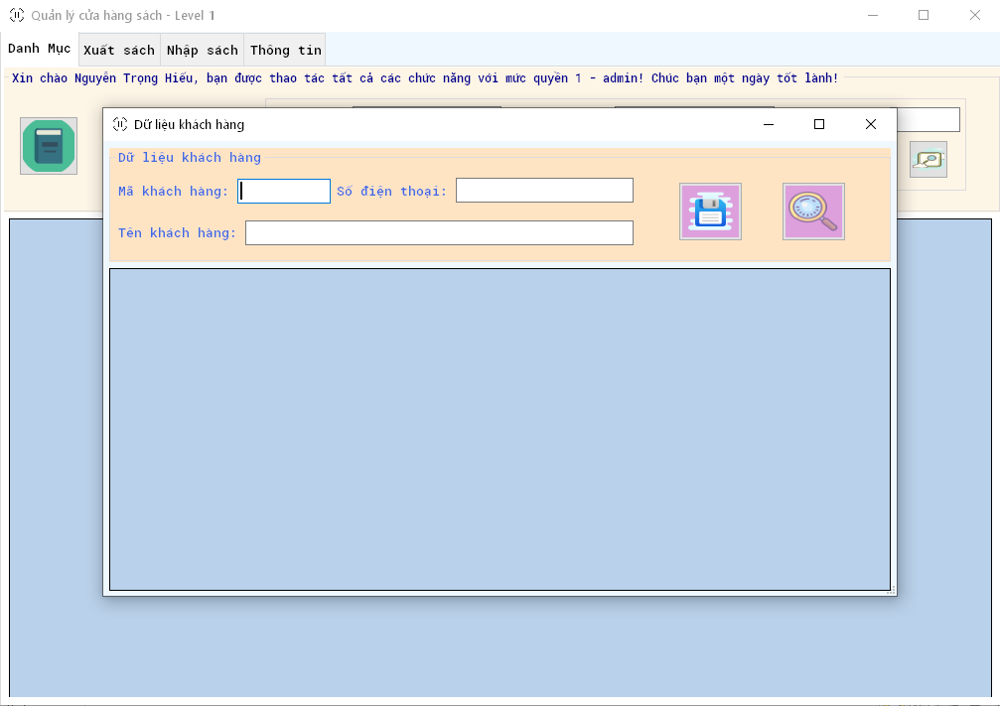 Quản lý cửa hàng sách - Level 1
Danh Mục Xuất sách Nhập sách Thông tin
Xin chào Nguyễn Trọng Hiếu, bạn được thao tác tất cả các chức năng với mức quyền 1 - admin! Chúc bạn một ngày tốt lành!
Dữ liệu khách hàng
Dữ liệu khách hàng
Mã khách hàng: Số điện thoại:
Tên khách hàng: